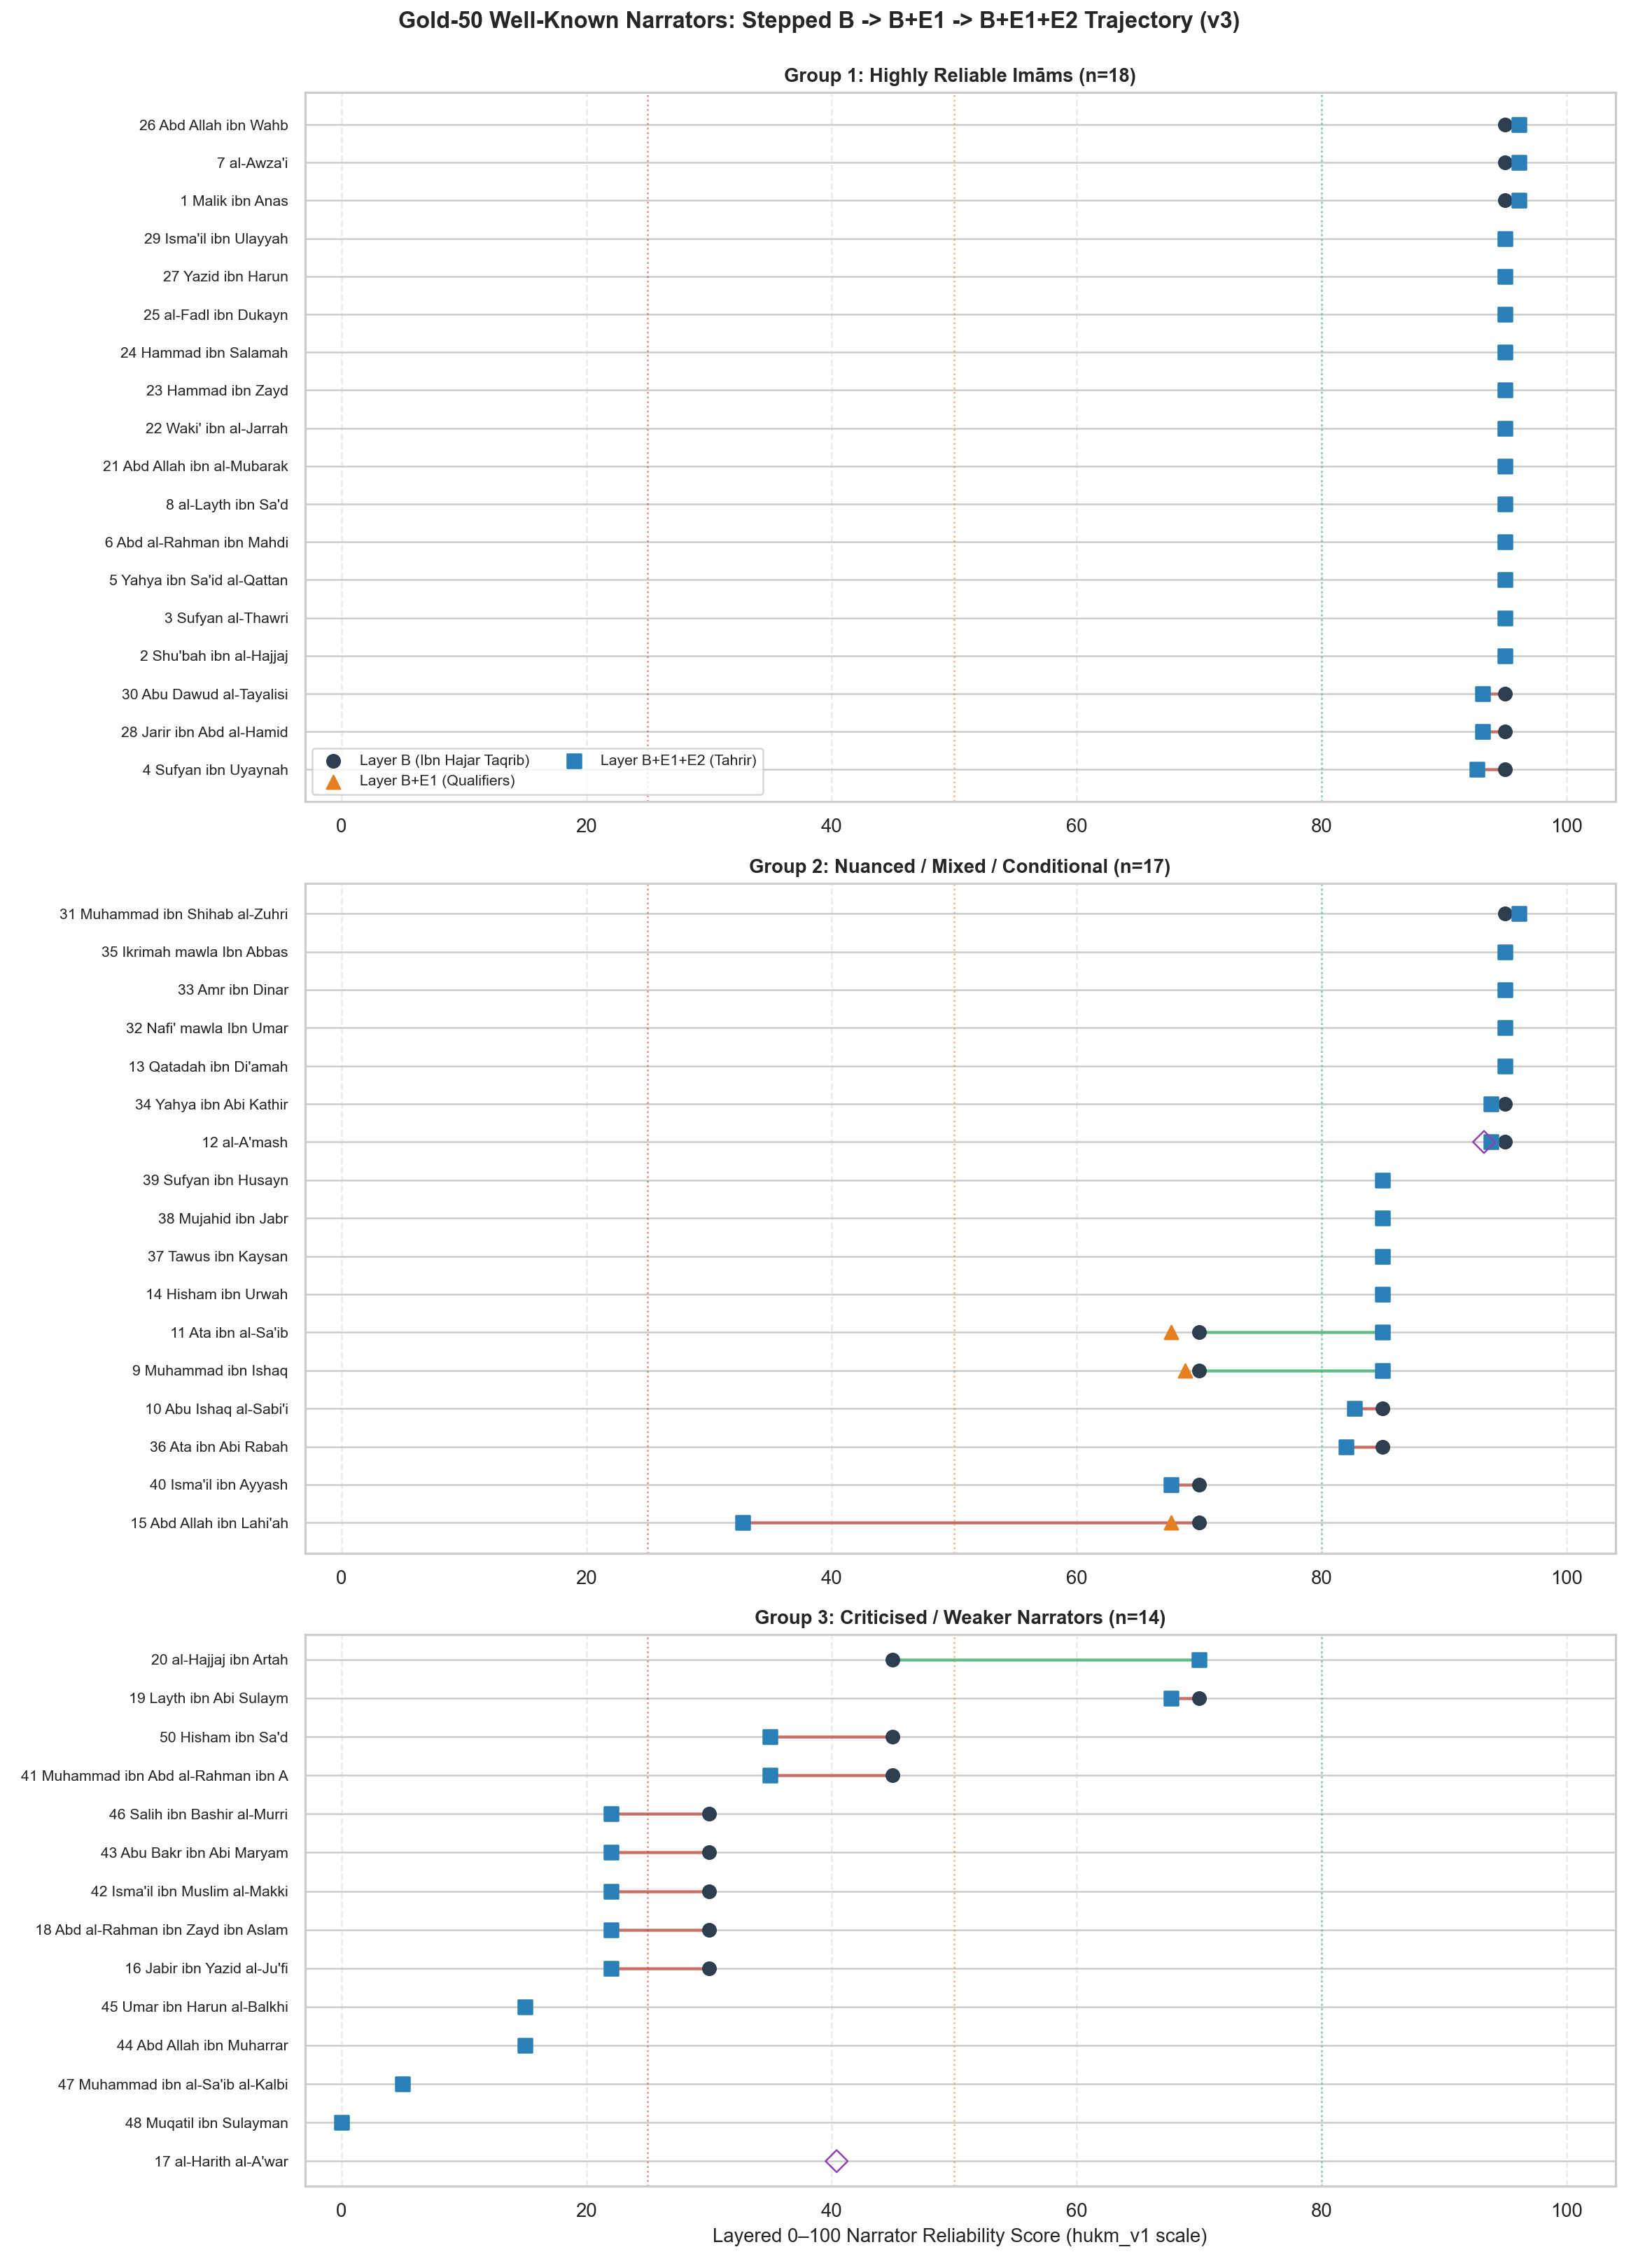 Gold-50 Well-Known Narrators: Stepped B -> B+E1 -> B+E1+E2 Trajectory (v3)
Group 1: Highly Reliable Imāms (n=18)
26 Abd Allah ibn Wahb
7 al-Awza'i
1 Malik ibn Anas
29 Isma'il ibn Ulayyah
27 Yazid ibn Harun
25 al-Fadl ibn Dukayn
24 Hammad ibn Salamah
23 Hammad ibn Zayd
22 Waki' ibn al-Jarrah
21 Abd Allah ibn al-Mubarak
8 al-Layth ibn Sa'd
6 Abd al-Rahman ibn Mahdi
5 Yahya ibn Sa'id al-Qattan
3 Sufyan al-Thawri
2 Shu'bah ibn al-Hajjaj
30 Abu Dawud al-Tayalisi
28 Jarir ibn Abd al-Hamid
4 Sufyan ibn Uyaynah
Layer B (Ibn Hajar Taqrib)
Layer B+E1 (Qualifiers)
Layer B+E1+E2 (Tahrir)
0 20 40 60 80 100
Group 2: Nuanced / Mixed / Conditional (n=17)
31 Muhammad ibn Shihab al-Zuhri
35 Ikrimah mawla Ibn Abbas
33 Amr ibn Dinar
32 Nafi' mawla Ibn Umar
13 Qatadah ibn Di'amah
34 Yahya ibn Abi Kathir
12 al-A'mash
39 Sufyan ibn Husayn
38 Mujahid ibn Jabr
37 Tawus ibn Kaysan
14 Hisham ibn Urwah
11 Ata ibn al-Sa'ib
9 Muhammad ibn Ishaq
10 Abu Ishaq al-Sabi'i
36 Ata ibn Abi Rabah
40 Isma'il ibn Ayyash
15 Abd Allah ibn Lahi'ah
0 20 40 60 80 100
Group 3: Criticised / Weaker Narrators (n=14)
20 al-Hajjaj ibn Artah
19 Layth ibn Abi Sulaym
50 Hisham ibn Sa'd
41 Muhammad ibn Abd al-Rahman ibn A
46 Salih ibn Bashir al-Murri
43 Abu Bakr ibn Abi Maryam
42 Isma'il ibn Muslim al-Makki
18 Abd al-Rahman ibn Zayd ibn Aslam
16 Jabir ibn Yazid al-Ju'fi
45 Umar ibn Harun al-Balkhi
44 Abd Allah ibn Muharrar
47 Muhammad ibn al-Sa'ib al-Kalbi
48 Muqatil ibn Sulayman
17 al-Harith al-A'war
0 20 40 60 80 100
Layered 0–100 Narrator Reliability Score (hukm_v1 scale)